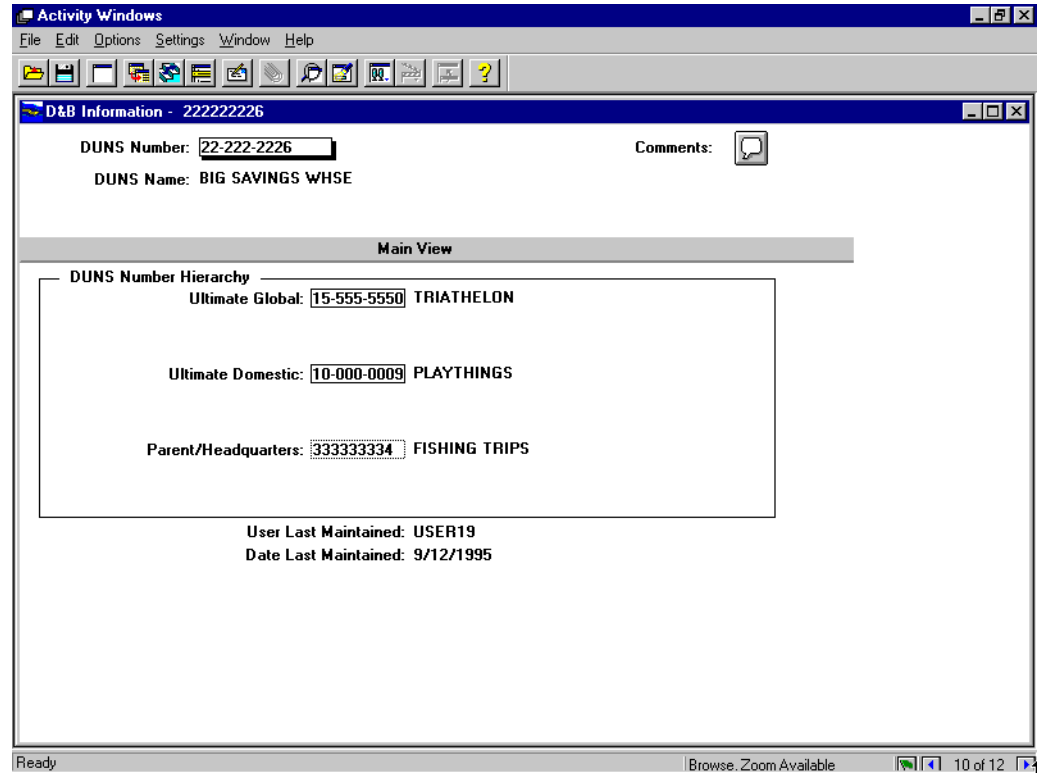 Activity Windows
File Edit Options Settings Window Help
D&B Information - 222222226
DUNS Number: 22-222-2226 Comments:
DUNS Name: BIG SAVINGS WHSE
Main View
DUNS Number Hierarchy
Ultimate Global: 15-555-5550 TRIATHELON
Ultimate Domestic: 10-000-0009 PLAYTHINGS
Parent/Headquarters: 333333334 FISHING TRIPS
User Last Maintained: USER19
Date Last Maintained: 9/12/1995
Ready Browse. Zoom Available 10 of 12